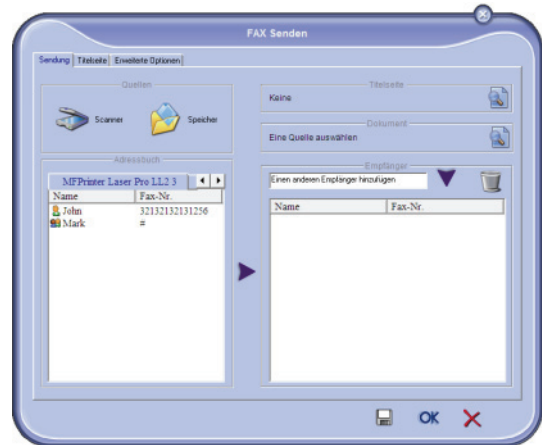 FAX Senden
Sendung Titelseite Erweiterte Optionen
Quellen
Scanner Speicher
Adressbuch
MFPrinter Laser Pro LL2 3
Name Fax-Nr.
John 32132132131256
Mark #
Titelseite
Keine
Dokument
Eine Quelle auswählen
Empfänger
Einen anderen Empfänger hinzufügen
Name Fax-Nr.
OK